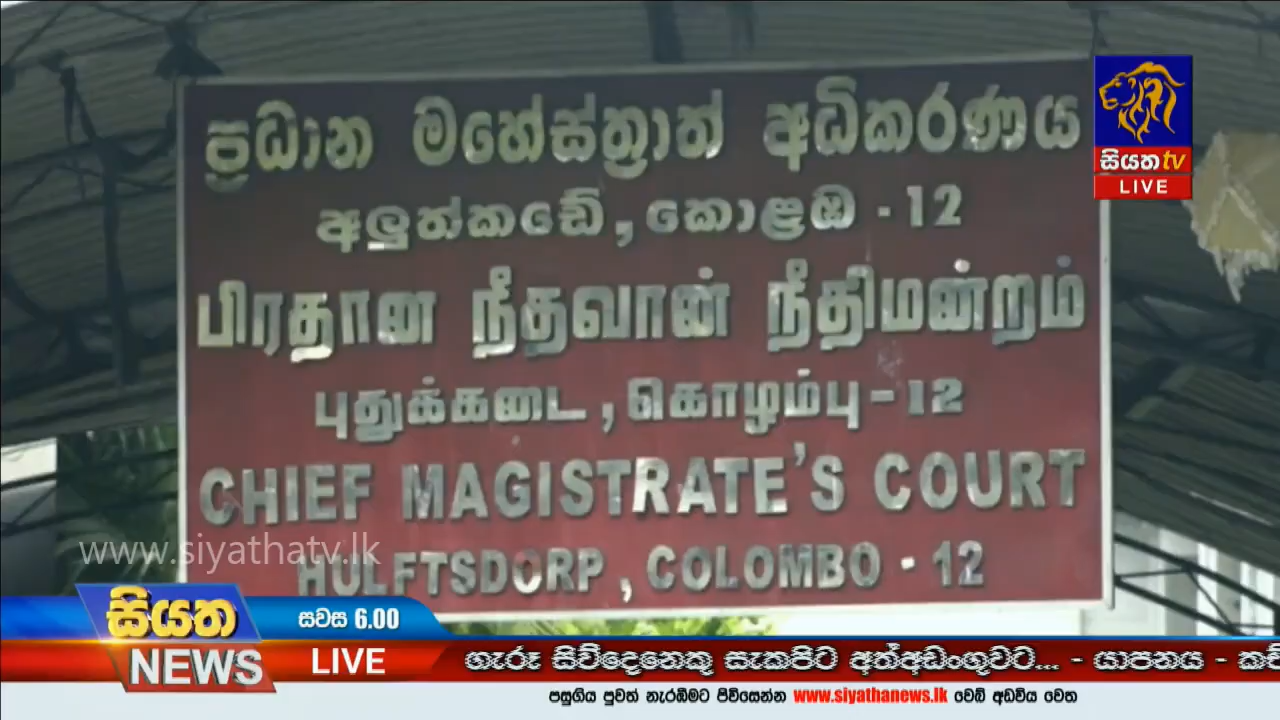 ප්‍රධාන මහේස්ත්‍රාත් අධිකරණය
අලුත්කඩේ, කොළඹ - 12
பிரதான நீதவான் நீதிமன்றம்
புதுக்கடை, கொழம்பு - 12
CHIEF MAGISTRATE'S COURT
HULFTSDORP, COLOMBO - 12
සියත tv
LIVE
www.siyathatv.lk
සියත
NEWS
සවස 6.00
LIVE
ගැරූ සිව්දෙනෙකු සැකපිට අත්අඩංගුවට... - යාපනය -
පසුගිය පුවත් නැරඹීමට පිවිසෙන්න www.siyathanews.lk වෙබ් අඩවිය වෙත